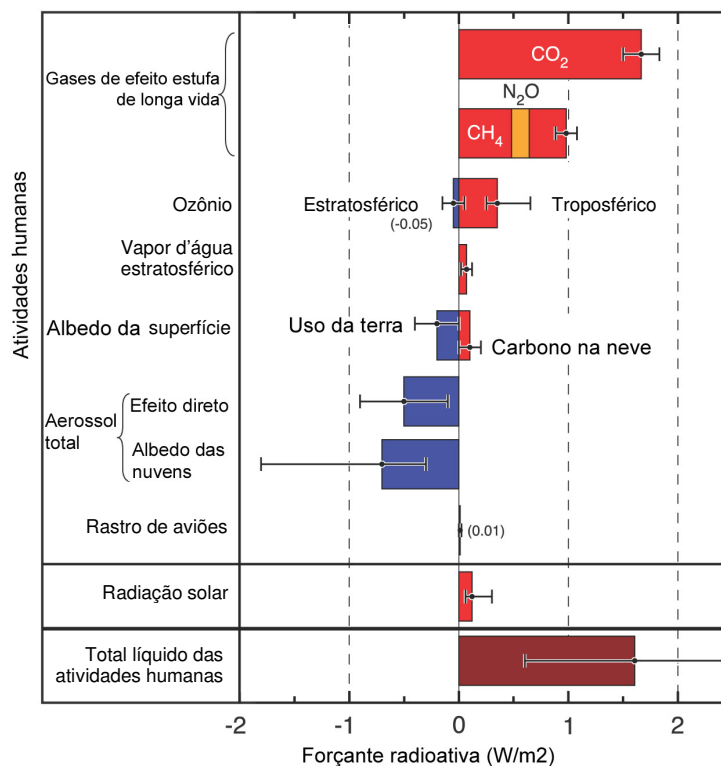 CO2
Gases de efeito estufa
de longa vida
N2O
CH4
Ozônio
Estratosférico
(-0.05)
Troposférico
Vapor d'água
estratosférico
Albedo da superfície
Uso da terra
Carbono na neve
Aerossol
total
Efeito direto
Albedo das
nuvens
Rastro de aviões
(0.01)
Atividades humanas
Radiação solar
Total líquido das
atividades humanas
-2 -1 0 1 2
Forçante radioativa (W/m2)